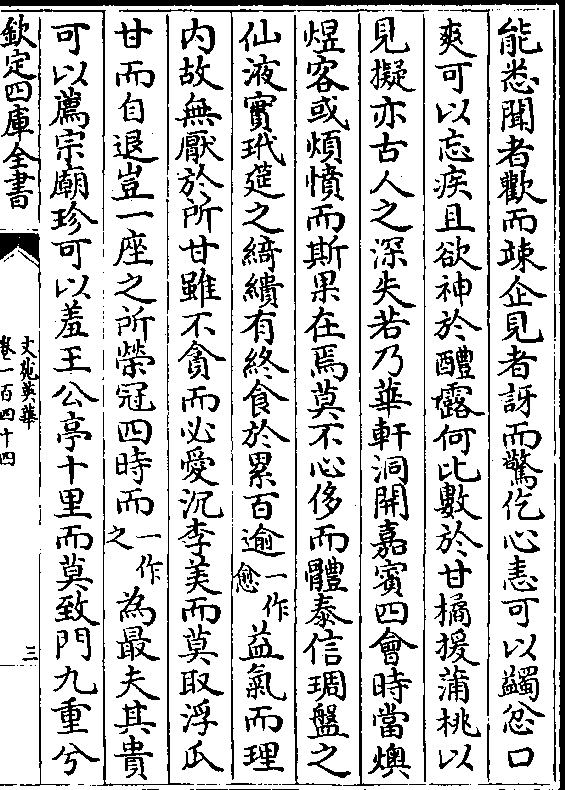 能悉聞者歡而竦企見者訝而驚仡心恚可以蠲忿口
爽可以忘疾且欲神於醴露何比數於甘橘援蒲桃以
見擬亦古人之深失若乃華軒洞開嘉賓四會時當燠
煜客或煩憒而斯果在焉莫不心侈而體泰信琱盤之
仙液實玳筵之綺繢有終食於累百逾一作愈益氣而理
内故無厭於所甘雖不貪而必愛沉李美而莫取浮瓜
甘而自退豈一座之所榮冠四時而一作之為最夫其貴
可以薦宗廟珍可以羞王公亭十里而莫致門九重兮
欽定四庫全書
文苑英華
卷一百四十四
三